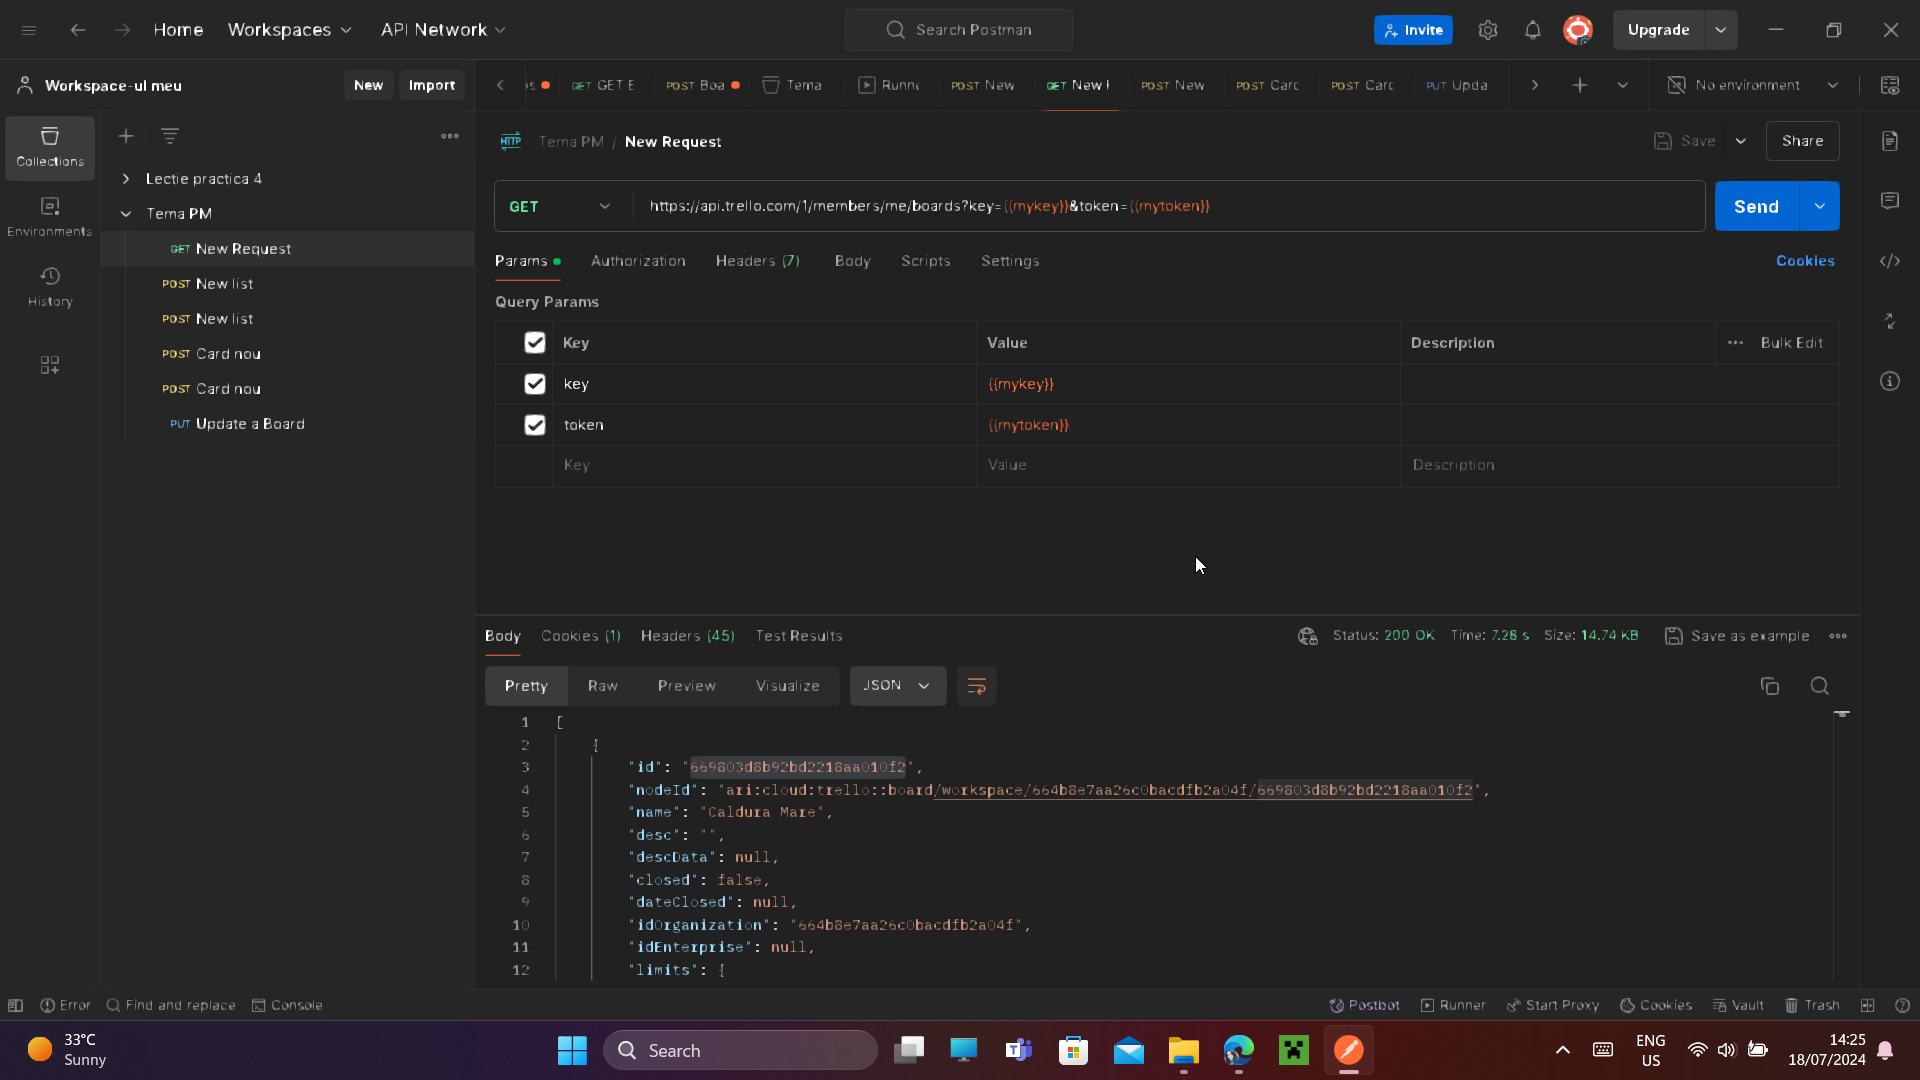 Home Workspaces API Network Search Postman Invite Upgrade
Workspace-ul meu New Import
GET GET E POST Boa Tema Runn POST New GET New POST New POST Card POST Card PUT Upda No environment
Collections
Environments
History
Lectie practica 4
Tema PM
GET New Request
POST New list
POST New list
POST Card nou
POST Card nou
PUT Update a Board
HTTP Tema PM / New Request Save Share
GET https://api.trello.com/1/members/me/boards?key={{mykey}}&token={{mytoken}} Send
Params Authorization Headers (7) Body Scripts Settings Cookies
Query Params
Key Value Description Bulk Edit
key {{mykey}}
token {{mytoken}}
Key Value Description
Body Cookies (1) Headers (45) Test Results Status: 200 OK Time: 7.28 s Size: 14.74 KB Save as example
Pretty Raw Preview Visualize JSON
1 [
2 {
3 "id": "669803d8b92bd2218aa010f2",
4 "nodeId": "ari:cloud:trello::board/workspace/664b8e7aa26c0bacdfb2a04f/669803d8b92bd2218aa010f2",
5 "name": "Caldura Mare",
6 "desc": "",
7 "descData": null,
8 "closed": false,
9 "dateClosed": null,
10 "idOrganization": "664b8e7aa26c0bacdfb2a04f",
11 "idEnterprise": null,
12 "limits": {
Error Find and replace Console Postbot Runner Start Proxy Cookies Vault Trash
33°C
Sunny
Search
ENG
US
14:25
18/07/2024